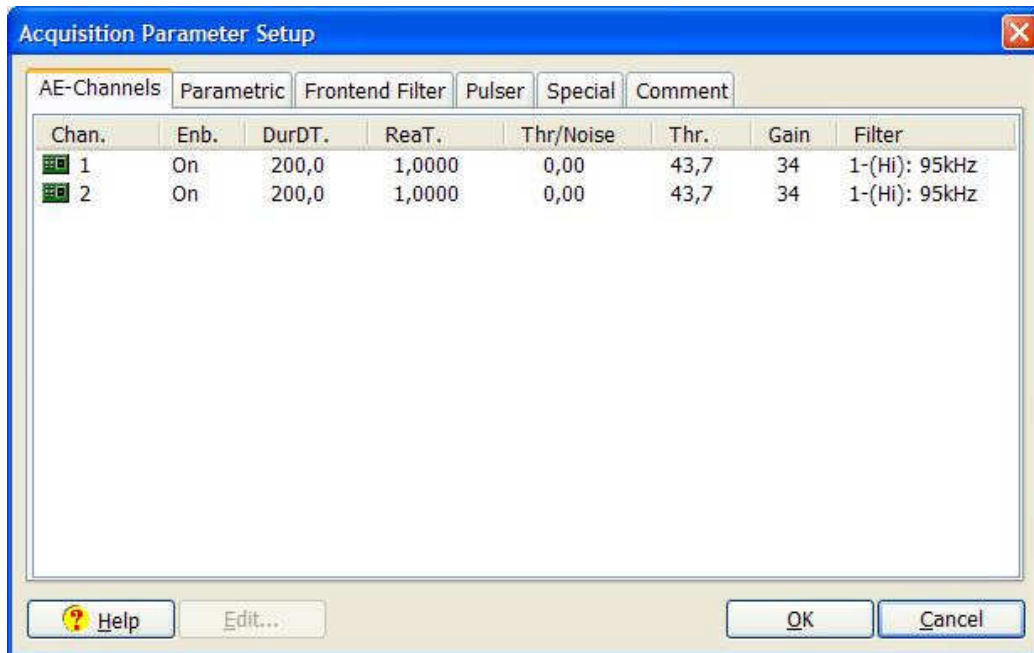 Acquisition Parameter Setup
AE-Channels Parametric Frontend Filter Pulser Special Comment
Chan. Enb. DurDT. ReaT. Thr/Noise Thr. Gain Filter
1 On 200,0 1,0000 0,00 43,7 34 1-(Hi): 95kHz
2 On 200,0 1,0000 0,00 43,7 34 1-(Hi): 95kHz
? Help Edit... OK Cancel